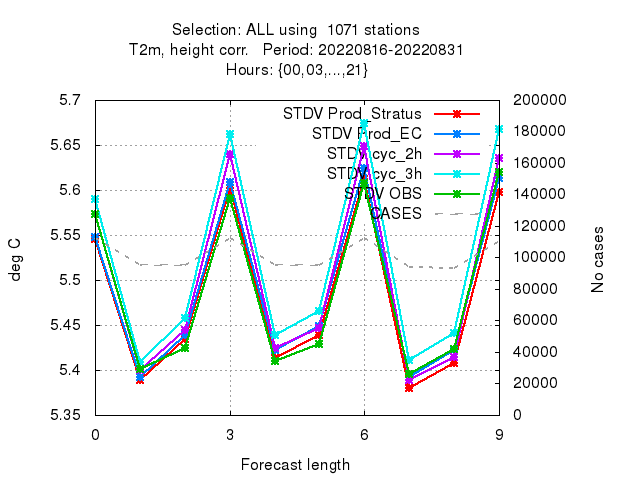 Selection: ALL using  1071 stations
T2m, height corr.   Period: 20220816-20220831
Hours: {00,03,...,21}
5.7
5.65
5.6
5.55
5.5
5.45
5.4
5.35
deg C
STDV Prod_Stratus
STDV Prod_EC
STDV cyc_2h
STDV cyc_3h
STDV OBS
CASES
200000
180000
160000
140000
120000
100000
80000
60000
40000
20000
0
No cases
0 3 6 9
Forecast length